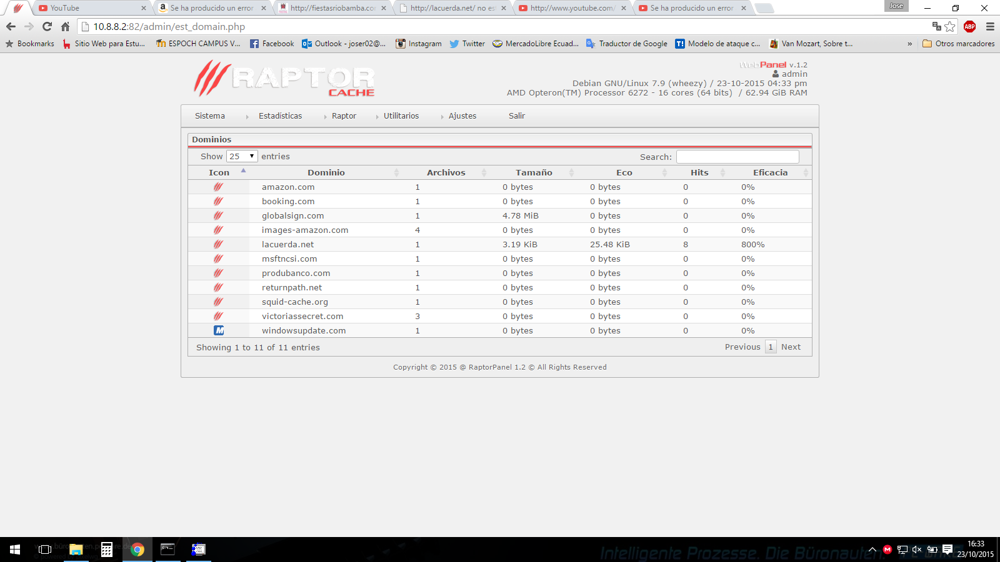 YouTube
Se ha producido un error
http://fiestasriobamba.co
http://lacuerda.net/ no es
http://www.youtube.com/
Se ha producido un error
Jose
10.8.8.2:82/admin/est_domain.php
ABP
Bookmarks
Sitio Web para Estu...
ESPOCH CAMPUS V...
Facebook
Outlook - joser02@...
Instagram
Twitter
MercadoLibre Ecuad...
Traductor de Google
Modelo de ataque c...
Van Mozart, Sobre t...
»
Otros marcadores
RAPTOR
CACHE
WebPanel v.1.2
admin
Debian GNU/Linux 7.9 (wheezy) / 23-10-2015 04:33 pm
AMD Opteron(TM) Processor 6272 - 16 cores (64 bits) / 62.94 GiB RAM
Sistema Estadísticas Raptor Utilitarios Ajustes Salir
Dominios
Show 25 entries
Search:
Icon Dominio Archivos Tamaño Eco Hits Eficacia
amazon.com 1 0 bytes 0 bytes 0 0%
booking.com 1 0 bytes 0 bytes 0 0%
globalsign.com 1 4.78 MiB 0 bytes 0 0%
images-amazon.com 4 0 bytes 0 bytes 0 0%
lacuerda.net 1 3.19 KiB 25.48 KiB 8 800%
msftncsi.com 1 0 bytes 0 bytes 0 0%
produbanco.com 1 0 bytes 0 bytes 0 0%
returnpath.net 1 0 bytes 0 bytes 0 0%
squid-cache.org 1 0 bytes 0 bytes 0 0%
victoriassecret.com 3 0 bytes 0 bytes 0 0%
windowsupdate.com 1 0 bytes 0 bytes 0 0%
Showing 1 to 11 of 11 entries
Previous 1 Next
Copyright © 2015 @ RaptorPanel 1.2 © All Rights Reserved
Intelligente Prozesse. Die Büronauten.
16:33
23/10/2015